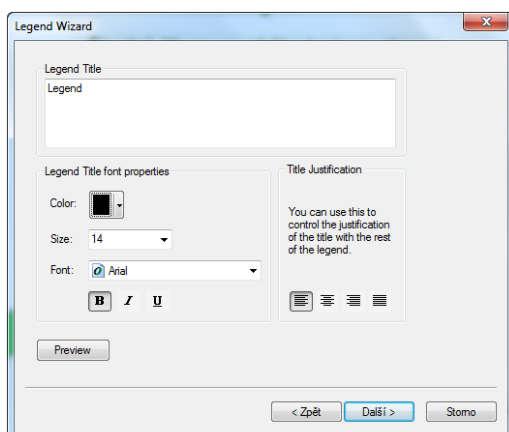 Legend Wizard
Legend Title
Legend
Legend Title font properties
Color:
Size: 14
Font: Arial
B I U
Title Justification
You can use this to
control the justification
of the title with the rest
of the legend.
Preview
< Zpět Další > Storno